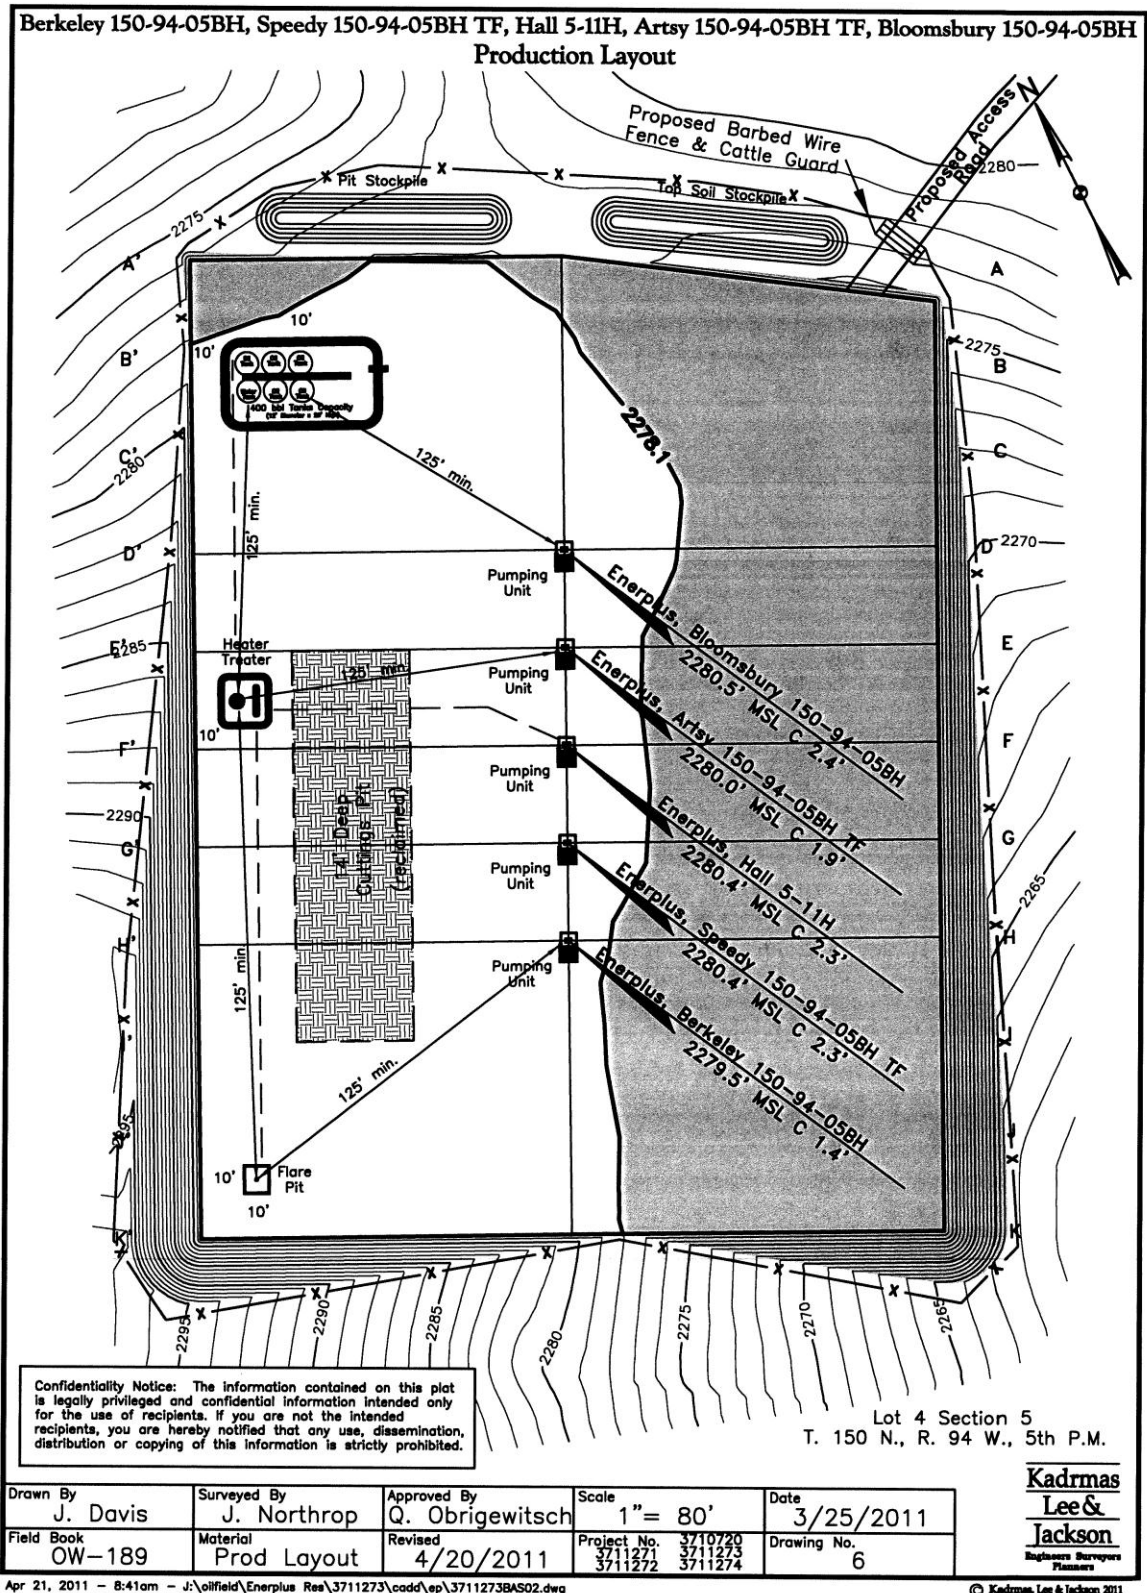 Berkeley 150-94-05BH, Speedy 150-94-05BH TF, Hall 5-11H, Artsy 150-94-05BH TF, Bloomsbury 150-94-05BH
Production Layout
Proposed Barbed Wire
Fence & Cattle Guard
Proposed Access
Road
N
2280
Pit Stockpile
Top Soil Stockpile
2275
A'
A
10'
B'
10'
2275
B
400 bbl Tanks Capacity
2278.1
C'
2280
C
125' min.
125' min.
D'
D
2270
Pumping
Unit
Enerplus, Bloomsbury 150-94-05BH
2280.5' MSL C 2.4'
E'
2285
E
Heater
Treater
125' min.
Pumping
Unit
Enerplus, Artsy 150-94-05BH TF
2280.0' MSL C 1.9'
10'
F'
F
Pumping
Unit
Enerplus, Hall 5-11H
2280.4' MSL C 2.3'
2290
G'
G
14' Deep
Cuttings Pit
(reclaimed)
Pumping
Unit
Enerplus, Speedy 150-94-05BH TF
2280.4' MSL C 2.3'
2265
H
125' min
Pumping
Unit
Enerplus, Berkeley 150-94-05BH
2279.5' MSL C 1.4'
125' min.
2295
10'
Flare
Pit
10'
K'
K
2295
2290
2285
2280
2275
2270
2265
Confidentiality Notice: The information contained on this plat
is legally privileged and confidential information intended only
for the use of recipients. If you are not the intended
recipients, you are hereby notified that any use, dissemination,
distribution or copying of this information is strictly prohibited.
Lot 4 Section 5
T. 150 N., R. 94 W., 5th P.M.
Drawn By
J. Davis
Surveyed By
J. Northrop
Approved By
Q. Obrigewitsch
Scale
1"= 80'
Date
3/25/2011
Field Book
OW-189
Material
Prod Layout
Revised
4/20/2011
Project No. 3710720
3711271 3711273
3711272 3711274
Drawing No.
6
Kadrmas
Lee &
Jackson
Engineers Surveyors
Planners
Apr 21, 2011 - 8:41am - J:\oilfield\Enerplus Res\3711273\cadd\ep\3711273BAS02.dwg
© Kadrmas, Lee & Jackson 2011